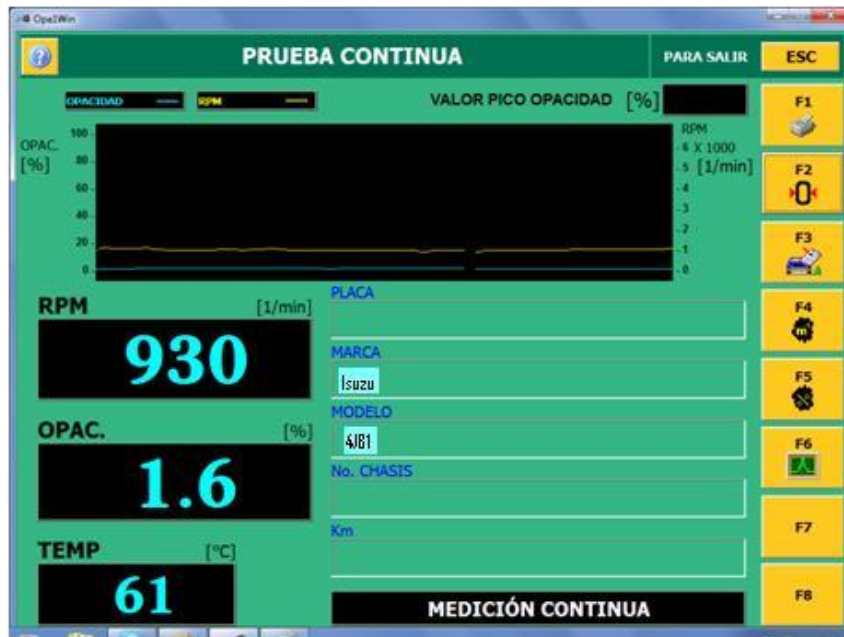 Opa1Win
PRUEBA CONTINUA
PARA SALIR
ESC
OPACIDAD
RPM
VALOR PICO OPACIDAD [%]
F1
OPAC.
[%]
100
80
60
40
20
0
RPM
6 X 1000
5 [1/min]
4
3
2
1
0
F2
F3
RPM [1/min]
930
PLACA
F4
m
MARCA
Isuzu
F5
MODELO
4JB1
OPAC. [%]
1.6
F6
No. CHASIS
Km
F7
TEMP [°C]
61
MEDICIÓN CONTINUA
F8